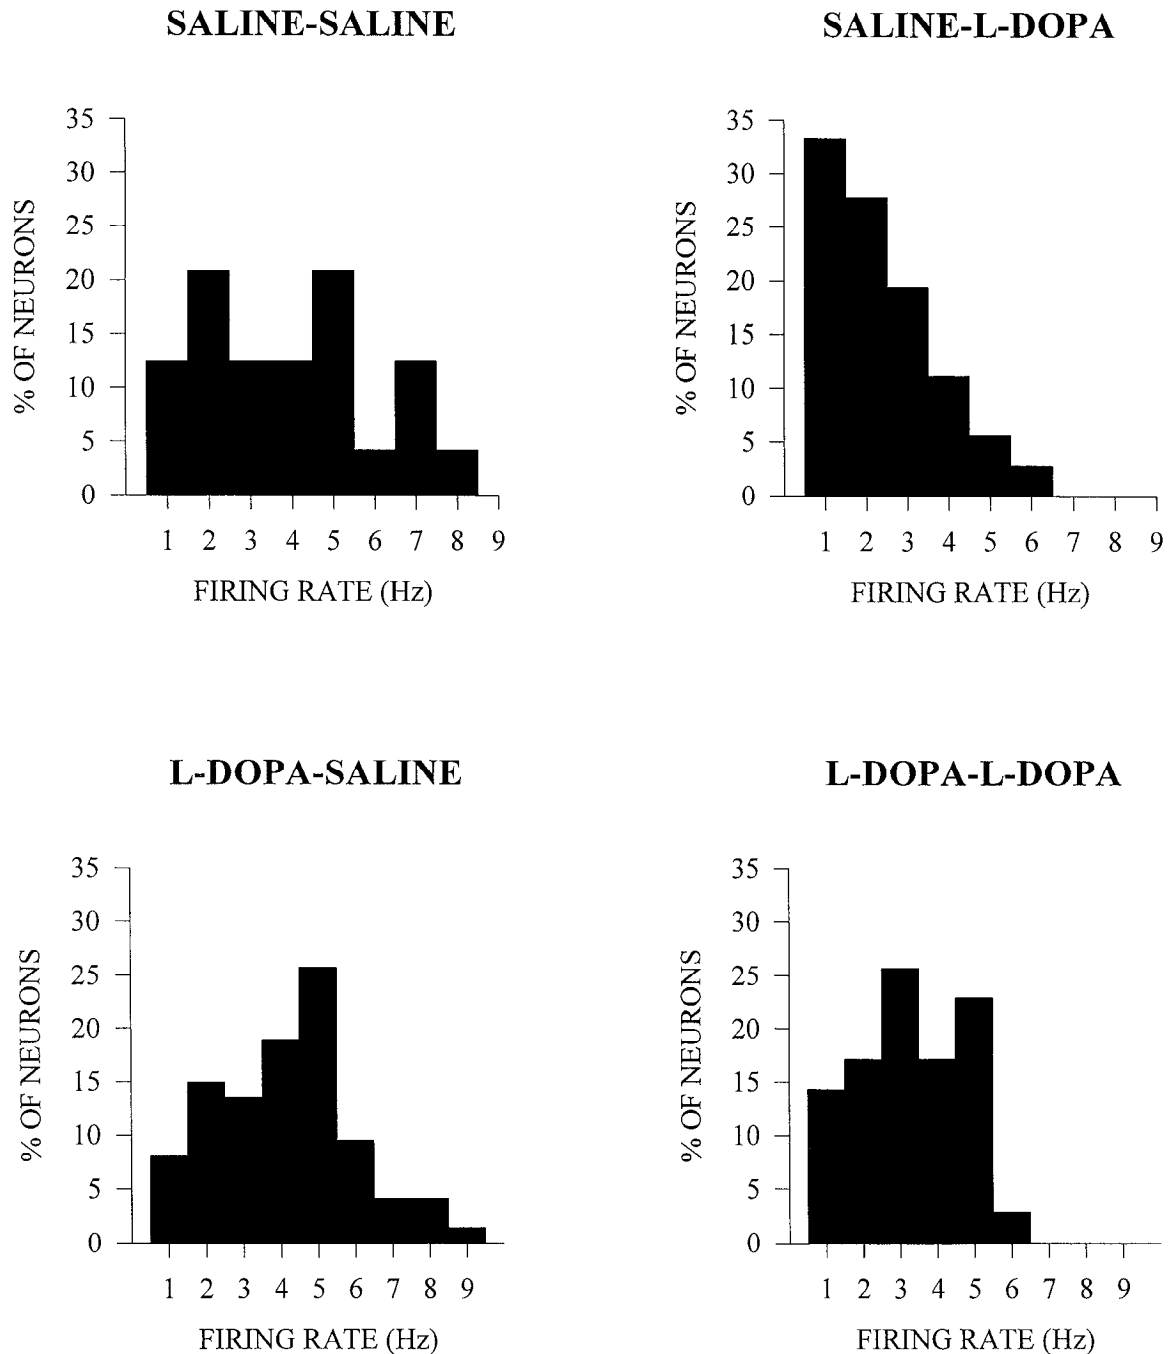 SALINE-SALINE
35
30
25
20
15
10
5
0
% OF NEURONS
1 2 3 4 5 6 7 8 9
FIRING RATE (Hz)
SALINE-L-DOPA
35
30
25
20
15
10
5
0
% OF NEURONS
1 2 3 4 5 6 7 8 9
FIRING RATE (Hz)
L-DOPA-SALINE
35
30
25
20
15
10
5
0
% OF NEURONS
1 2 3 4 5 6 7 8 9
FIRING RATE (Hz)
L-DOPA-L-DOPA
35
30
25
20
15
10
5
0
% OF NEURONS
1 2 3 4 5 6 7 8 9
FIRING RATE (Hz)